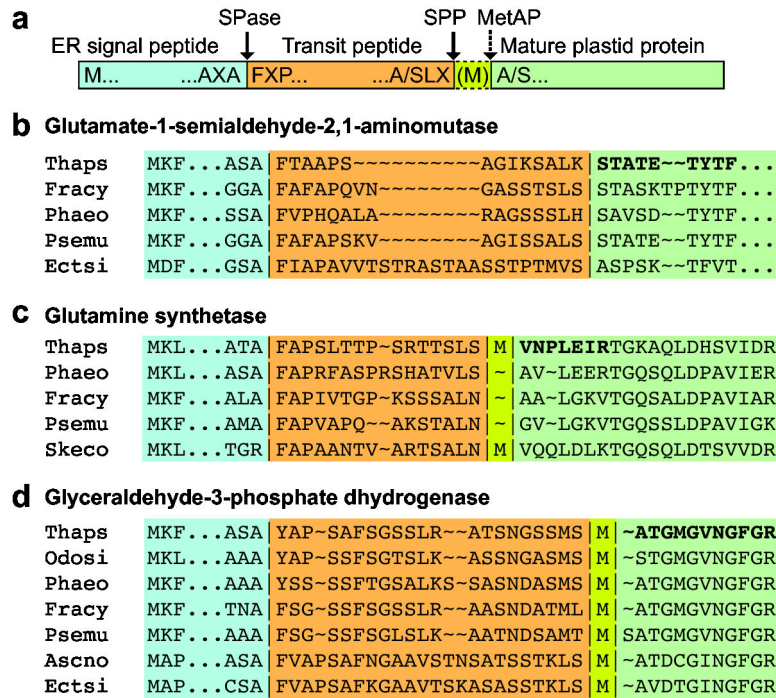 a
SPase SPP MetAP
ER signal peptide Transit peptide Mature plastid protein
M... ...AXA FXP... ...A/SLX (M) A/S...
b Glutamate-1-semialdehyde-2,1-aminomutase
Thaps MKF...ASA FTAAPS~~~~~~~~~~AGIKSALK STATE~~TYTF...
Fracy MKF...GGA FAFAPQVN~~~~~~~~GASSTSLS STASKTPTYTF...
Phaeo MKF...SSA FVPHQALA~~~~~~~~RAGSSSLH SAVSD~~TYTF...
Psemu MKF...GGA FAFAPSKV~~~~~~~~AGISSALS STATE~~TYTF...
Ectsi MDF...GSA FIAPAVVTSTRASTAASSTPTMVS ASPSK~~TFVT...
c Glutamine synthetase
Thaps MKL...ATA FAPSLTTP~SRTTSLS M VNPLEIRTGKAQLDHSVIDR
Phaeo MKL...ASA FAPRFASPRSHATVLS ~ AV~LEERTGQSQLDPAVIER
Fracy MKF...ALA FAPIVTGP~KSSSALN ~ AA~LGKVTGQSALDPAVIAR
Psemu MKF...AMA FAPVAPQ~~AKSTALN ~ GV~LGKVTGQSSLDPAVIGK
Skeco MKL...TGR FAPAANTV~ARTSALN M VQQLDLKTGQSQLDTSVVDR
d Glyceraldehyde-3-phosphate dhydrogenase
Thaps MKF...ASA YAP~SAFSGSSLR~~ATSNGSSMS M ~ATGMGVNGFGR
Odosi MKL...AAA YAP~SSFSGTSLK~~ASSNGASMS M ~STGMGVNGFGR
Phaeo MKF...AAA YSS~SSFTGALKS~SASNDASMS M ~ATGMGVNGFGR
Fracy MKF...TNA FSG~SSFSGSSLR~~AASNDATML M ~ATGMGVNGFGR
Psemu MKF...AAA FSG~SSFSGLSLK~~AATNDSAMT M SATGMGVNGFGR
Ascno MAP...ASA FVAPSAFNGAAVSTNSATSSTKLS M ~ATDCGINGFGR
Ectsi MAP...CSA FVAPSAFKGAAVTSKASASSTKLS M ~AVDTGINGFGR